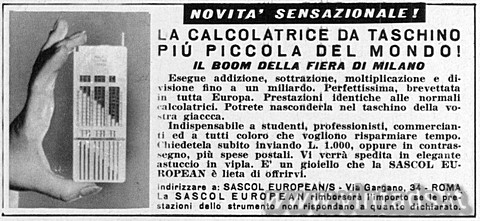 NOVITA' SENSAZIONALE!
LA CALCOLATRICE DA TASCHINO
PIÚ PICCOLA DEL MONDO!
IL BOOM DELLA FIERA DI MILANO
Esegue addizione, sottrazione, moltiplicazione e di-
visione fino a un miliardo. Perfettissima, brevettata
in tutta Europa. Prestazioni identiche alle normali
calcolatrici. Potrete nasconderla nel taschino della vo-
stra giacca.
Indispensabile a studenti, professionisti, commercian-
ti ed a tutti coloro che vogliono risparmiare tempo.
Chiedetela subito inviando L. 1.000, oppure in contras-
segno, più spese postali. Vi verrà spedita in elegante
astuccio in vipla. E' un gioiello che la SASCOL EU-
ROPEAN è lieta di offrirvi.
Indirizzare a: SASCOL EUROPEAN/S - Via Gargano, 34 - ROMA
La SASCOL EUROPEAN rimborserà l'importo se le pre-
stazioni dello strumento non rispondano a quanto dichiarato.